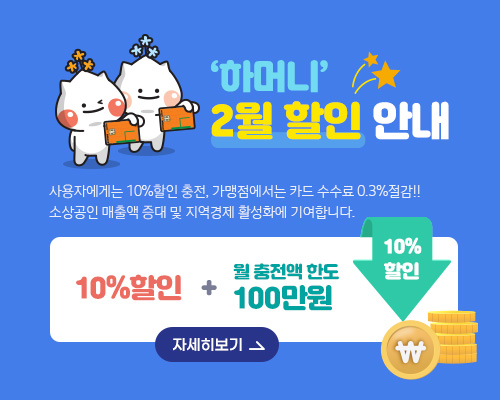 ‘하머니’
2월 할인 안내
사용자에게는 10%할인 충전, 가맹점에서는 카드 수수료 0.3%절감!!
소상공인 매출액 증대 및 지역경제 활성화에 기여합니다.
10%할인 + 월 충전액 한도
100만원
10%
할인
₩
자세히보기